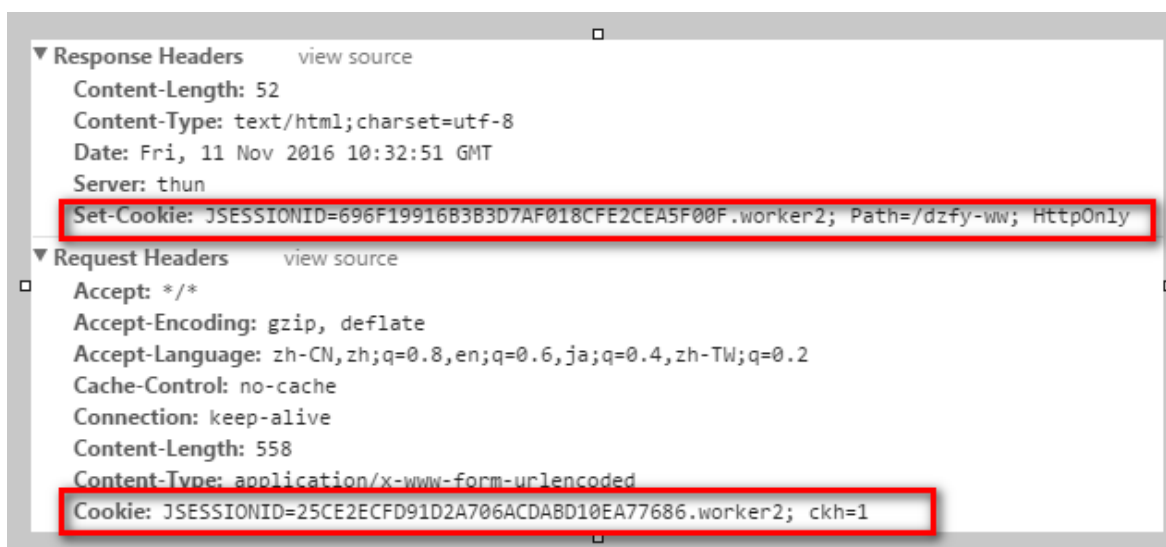 Response Headers view source
Content-Length: 52
Content-Type: text/html;charset=utf-8
Date: Fri, 11 Nov 2016 10:32:51 GMT
Server: thun
Set-Cookie: JSESSIONID=696F19916B3B3D7AF018CFE2CEA5F00F.worker2; Path=/dzfy-ww; HttpOnly
Request Headers view source
Accept: */*
Accept-Encoding: gzip, deflate
Accept-Language: zh-CN,zh;q=0.8,en;q=0.6,ja;q=0.4,zh-TW;q=0.2
Cache-Control: no-cache
Connection: keep-alive
Content-Length: 558
Content-Type: application/x-www-form-urlencoded
Cookie: JSESSIONID=25CE2ECFD91D2A706ACDABD10EA77686.worker2; ckh=1